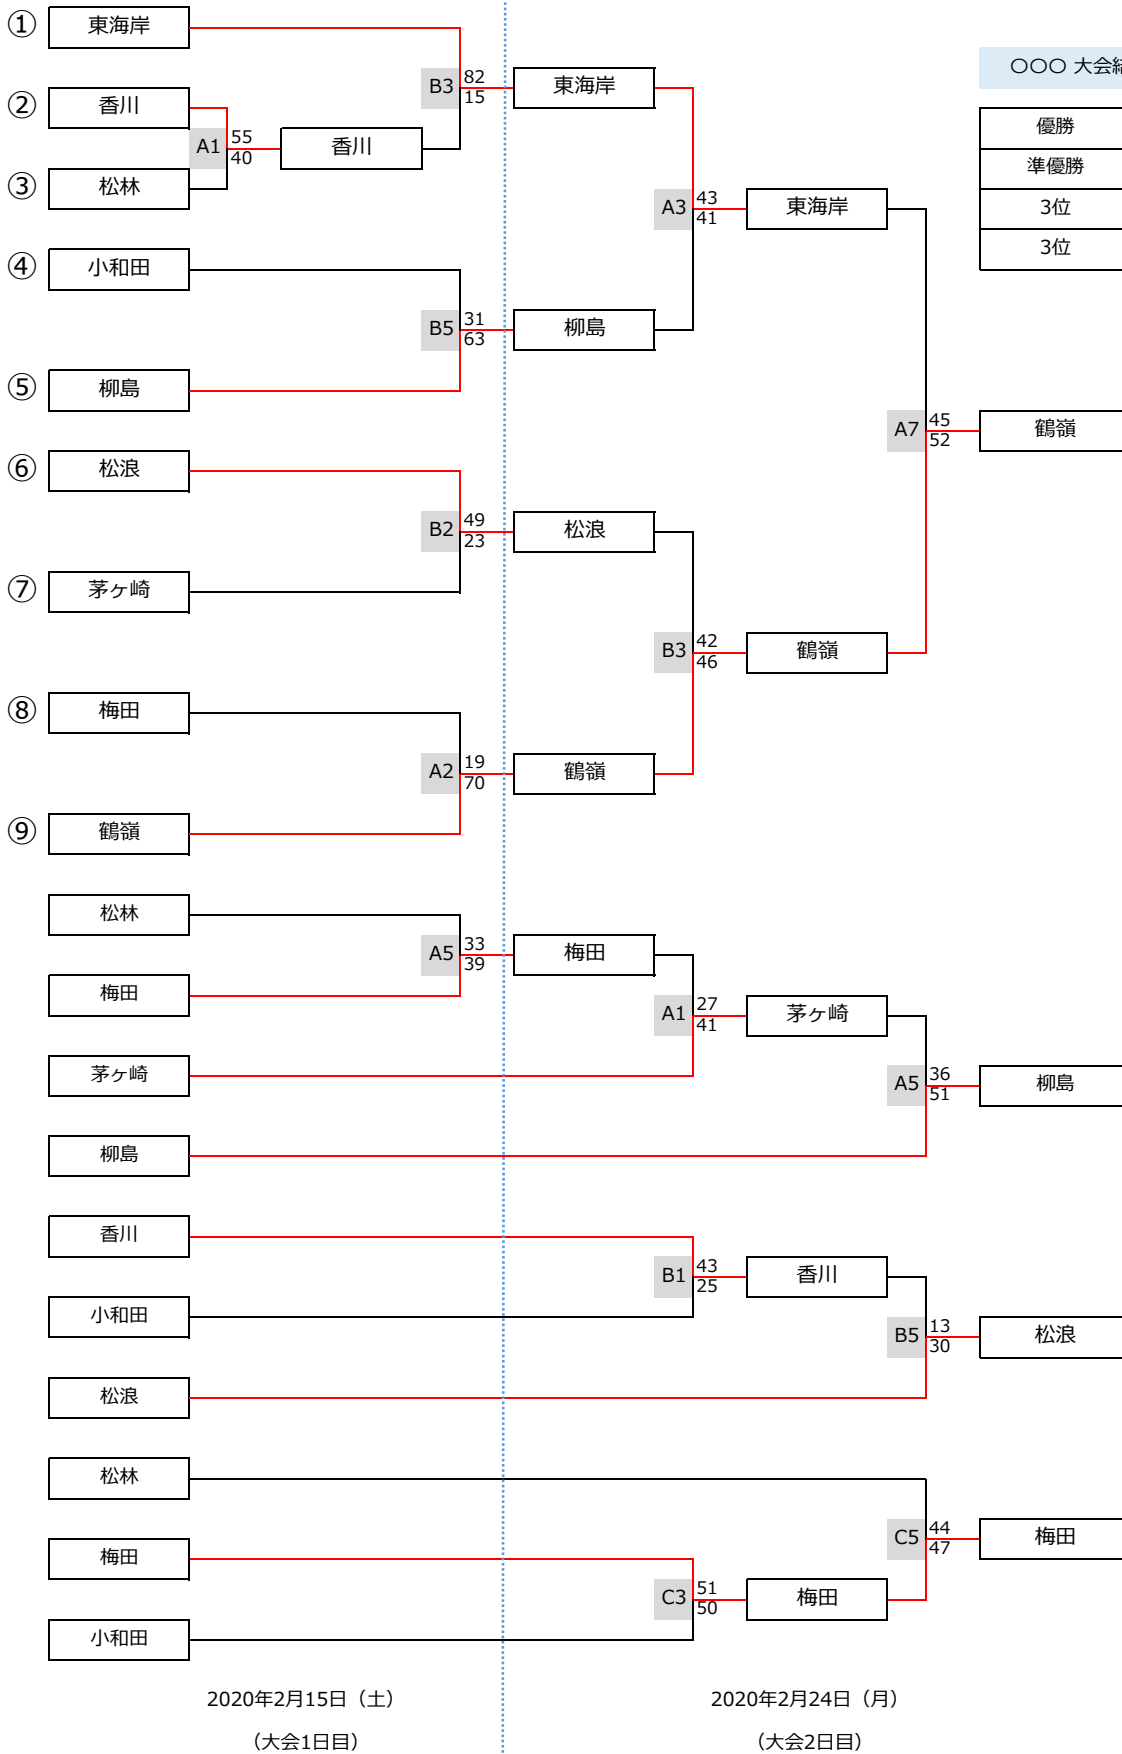 ① 東海岸
② 香川
③ 松林
④ 小和田
⑤ 柳島
⑥ 松浪
⑦ 茅ヶ崎
⑧ 梅田
⑨ 鶴嶺
A1 55
40
香川
B3 82
15
東海岸
B5 31
63
柳島
B2 49
23
松浪
A2 19
70
鶴嶺
A3 43
41
東海岸
B3 42
46
鶴嶺
A7 45
52
鶴嶺
〇〇〇 大会
優勝
準優勝
3位
3位
松林
梅田
茅ヶ崎
柳島
A5 33
39
梅田
A1 27
41
茅ヶ崎
A5 36
51
柳島
香川
小和田
松浪
B1 43
25
香川
B5 13
30
松浪
松林
梅田
小和田
C3 51
50
梅田
C5 44
47
梅田
2020年2月15日（土）
（大会1日目）
2020年2月24日（月）
（大会2日目）